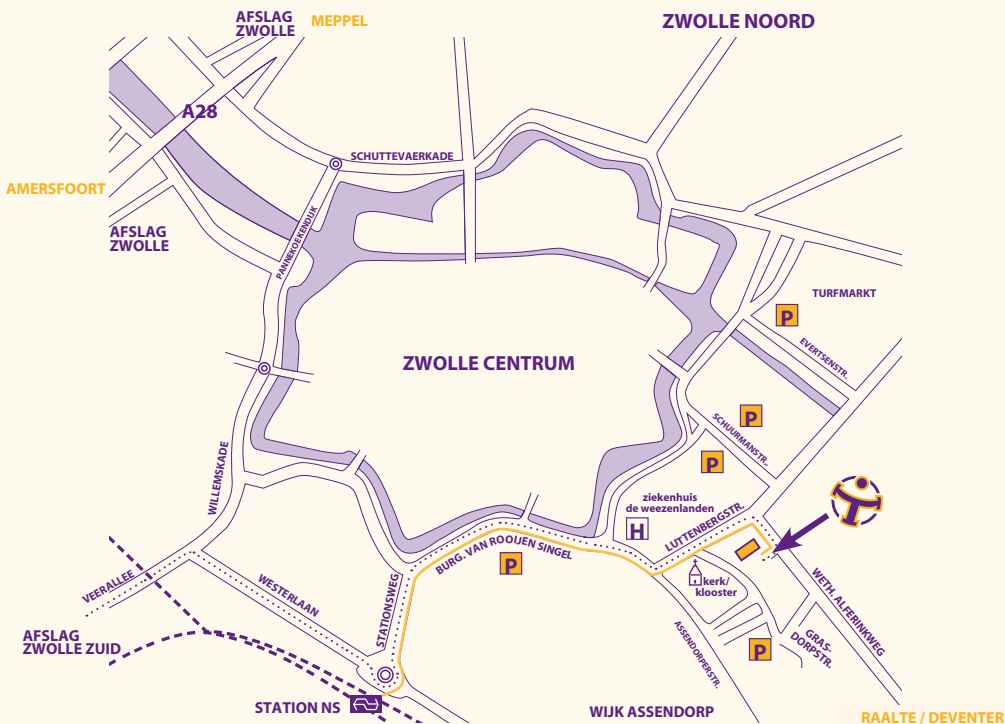 AFSLAG
ZWOLLE
MEPPEL
ZWOLLE NOORD
A28
SCHUTTEVAERKADE
AMERSFOORT
AFSLAG
ZWOLLE
PANNEKOEKENDIJK
TURFMARKT
P
EVERTSENSTR.
ZWOLLE CENTRUM
P
SCHUURMANSTR..
P
WILLEMSKADE
ziekenhuis
de weezenlanden
H
LUTTENBERGSTR.
BURG. VAN ROOIJEN SINGEL
P
VEERALLEE
WESTERLAAN
STATIONSWEG
kerk/
klooster
WETH. ALFERINKWEG
AFSLAG
ZWOLLE ZUID
ASSENDORPERSTR.
GRAS-
DORPSTR.
P
STATION NS
WIJK ASSENDORP
RAALTE / DEVENTER